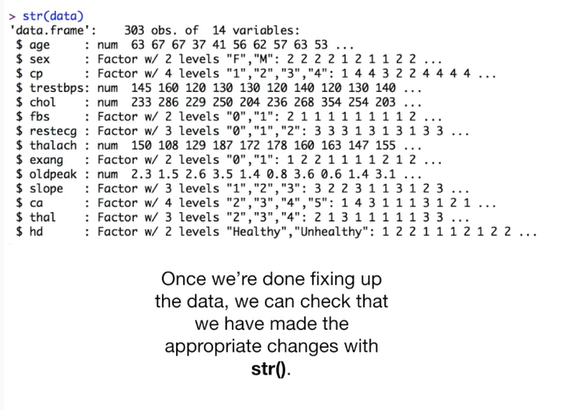 > str(data)
'data.frame': 303 obs. of 14 variables:
$ age : num 63 67 67 37 41 56 62 57 63 53 ...
$ sex : Factor w/ 2 levels "F","M": 2 2 2 2 1 2 1 1 2 2 ...
$ cp : Factor w/ 4 levels "1","2","3","4": 1 4 4 3 2 2 4 4 4 4 ...
$ trestbps: num 145 160 120 130 130 120 140 120 130 140 ...
$ chol : num 233 286 229 250 204 236 268 354 254 203 ...
$ fbs : Factor w/ 2 levels "0","1": 2 1 1 1 1 1 1 1 1 2 ...
$ restecg : Factor w/ 3 levels "0","1","2": 3 3 3 1 3 1 3 1 3 3 ...
$ thalach : num 150 108 129 187 172 178 160 163 147 155 ...
$ exang : Factor w/ 2 levels "0","1": 1 2 2 1 1 1 1 2 1 2 ...
$ oldpeak : num 2.3 1.5 2.6 3.5 1.4 0.8 3.6 0.6 1.4 3.1 ...
$ slope : Factor w/ 3 levels "1","2","3": 3 2 2 3 1 1 3 1 2 3 ...
$ ca : Factor w/ 4 levels "2","3","4","5": 1 4 3 1 1 1 3 1 2 1 ...
$ thal : Factor w/ 3 levels "2","3","4": 2 1 3 1 1 1 1 1 3 3 ...
$ hd : Factor w/ 2 levels "Healthy","Unhealthy": 1 2 2 1 1 1 2 1 2 2 ...
Once we're done fixing up
the data, we can check that
we have made the
appropriate changes with
str().